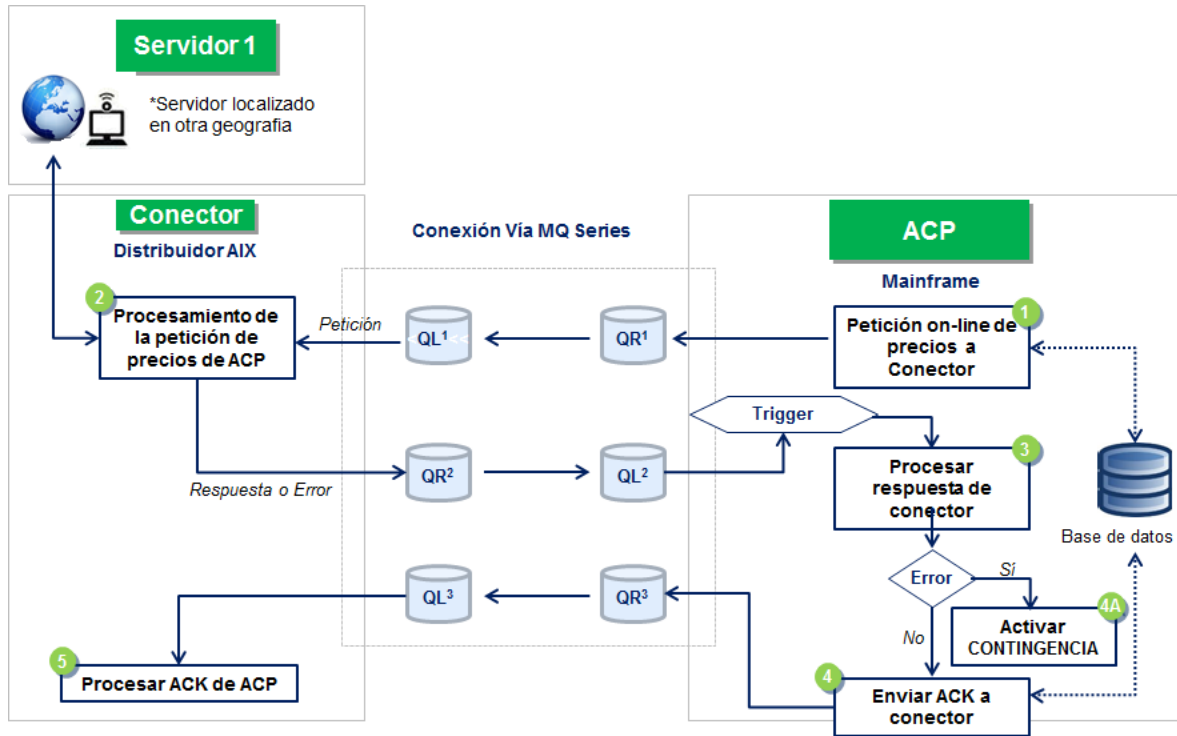 Servidor 1
*Servidor localizado
en otra geografia
Conector
Distribuidor AIX
Conexión Vía MQ Series
ACP
Mainframe
2
Procesamiento de
la petición de
precios de ACP
Petición
QL1
QR1
1
Petición on-line de
precios a
Conector
Trigger
Respuesta o Error
QR2
QL2
3
Procesar
respuesta de
conector
Base de datos
Error
Sí
No
4A
Activar
CONTINGENCIA
QL3
QR3
5
Procesar ACK de ACP
4
Enviar ACK a
conector